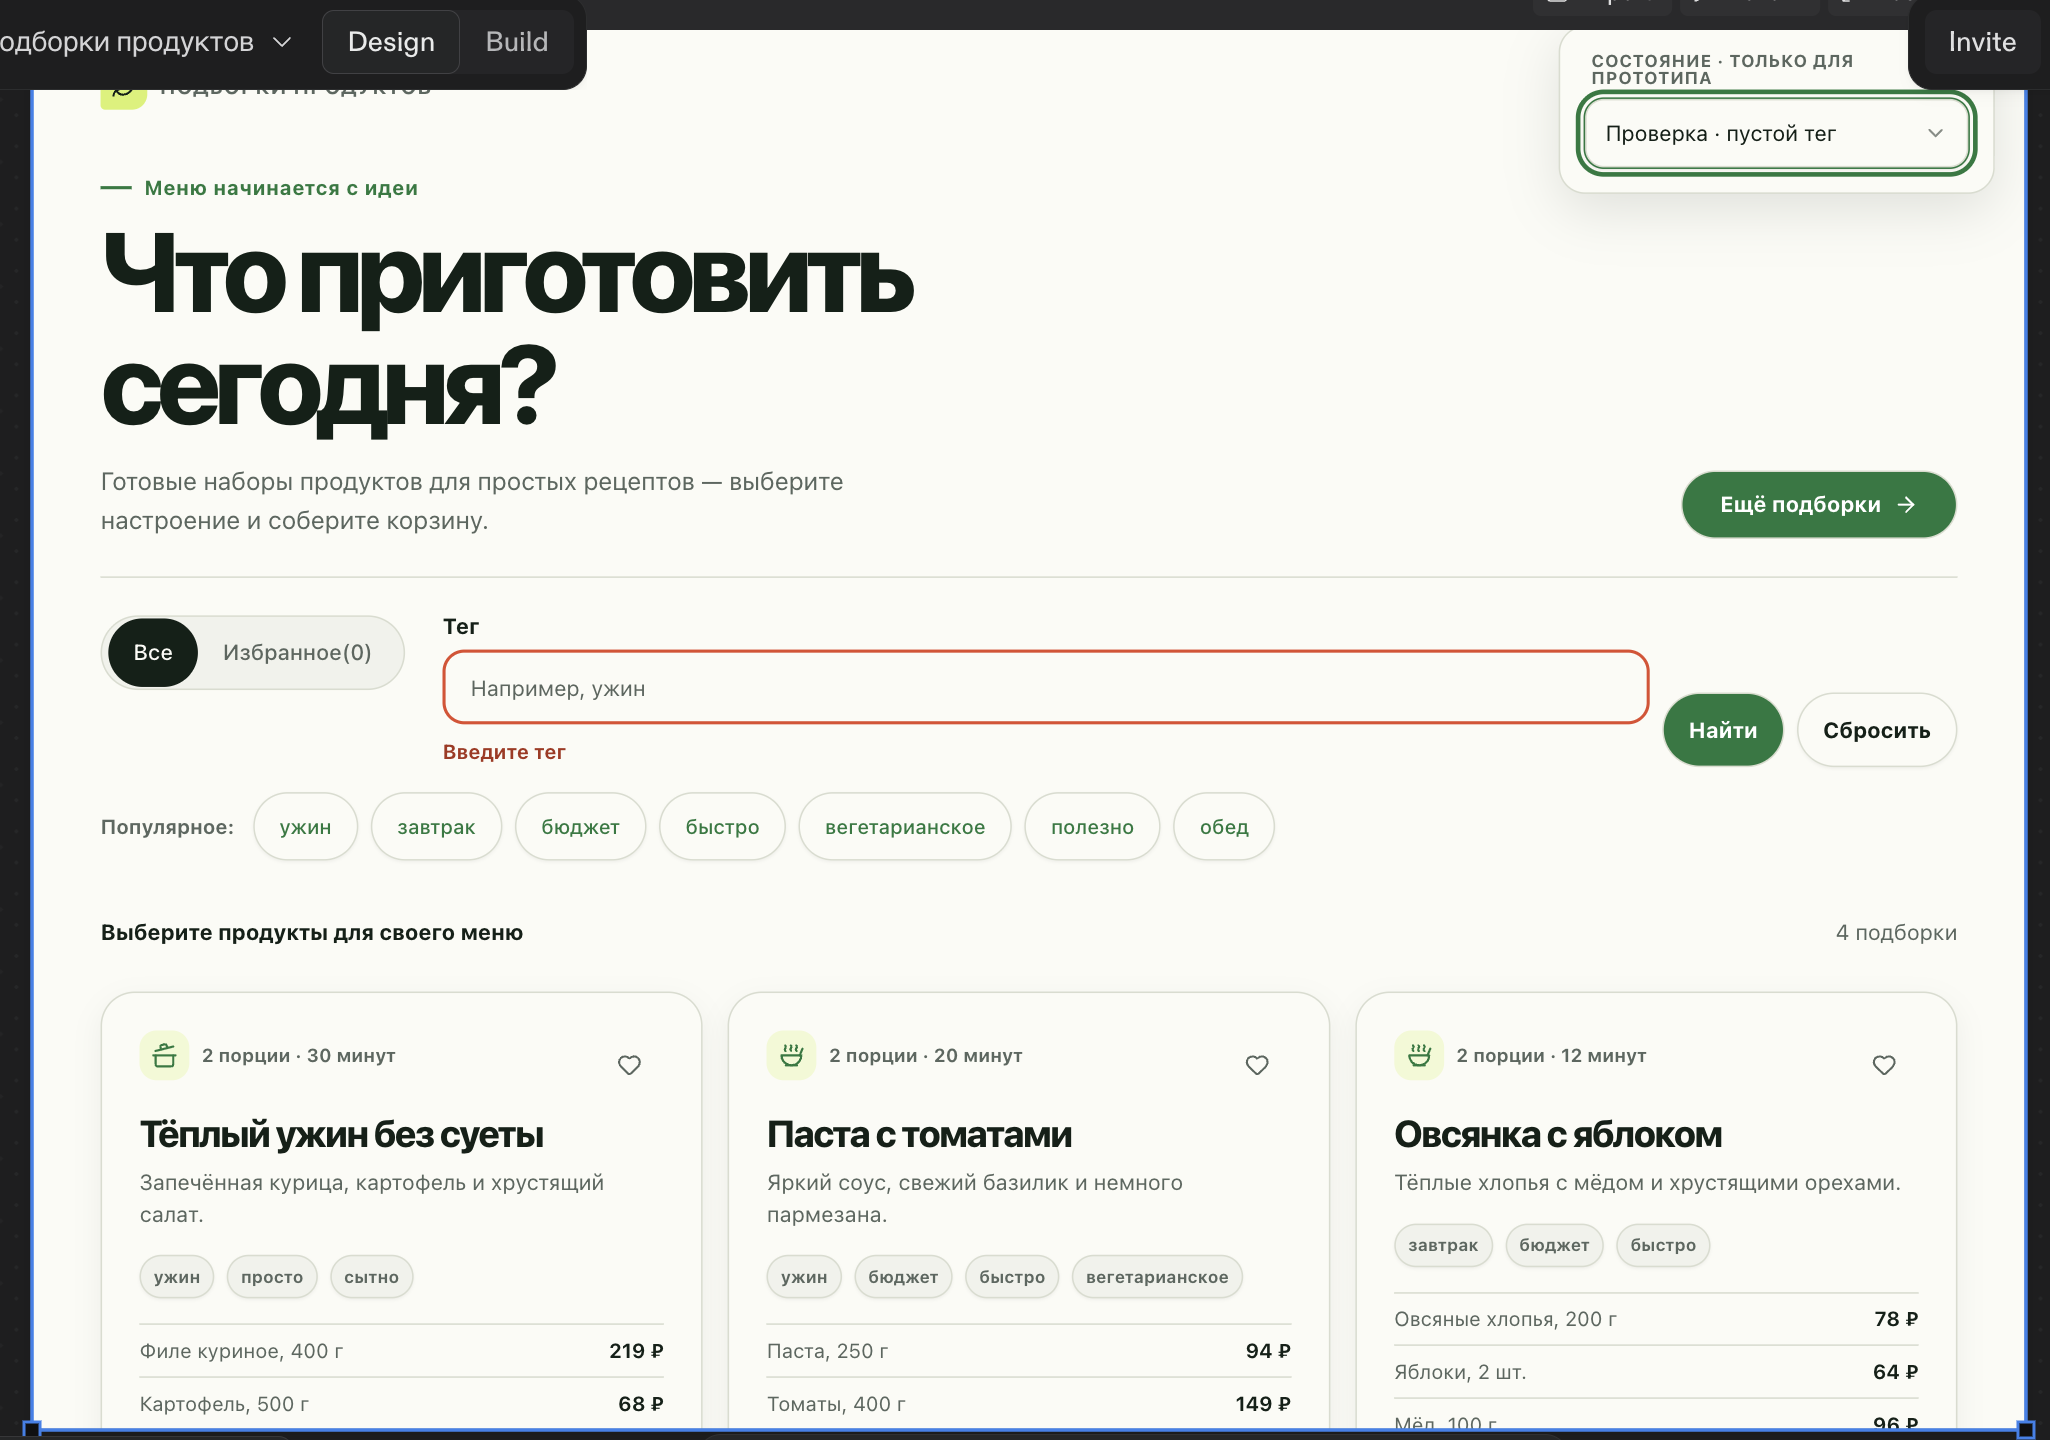 одборки продуктов
Design
Build
Invite
СОСТОЯНИЕ · ТОЛЬКО ДЛЯ
ПРОТОТИПА
Проверка · пустой тег
ПОДБОРКИ ПРОДУКТОВ
Меню начинается с идеи
Что приготовить
сегодня?
Готовые наборы продуктов для простых рецептов — выберите
настроение и соберите корзину.
Ещё подборки
Все
Избранное(0)
Тег
Например, ужин
Введите тег
Найти
Сбросить
Популярное:
ужин
завтрак
бюджет
быстро
вегетарианское
полезно
обед
Выберите продукты для своего меню
4 подборки
2 порции · 30 минут
Тёплый ужин без суеты
Запечённая курица, картофель и хрустящий
салат.
ужин
просто
сытно
Филе куриное, 400 г
219 ₽
Картофель, 500 г
68 ₽
2 порции · 20 минут
Паста с томатами
Яркий соус, свежий базилик и немного
пармезана.
ужин
бюджет
быстро
вегетарианское
Паста, 250 г
94 ₽
Томаты, 400 г
149 ₽
2 порции · 12 минут
Овсянка с яблоком
Тёплые хлопья с мёдом и хрустящими орехами.
завтрак
бюджет
быстро
Овсяные хлопья, 200 г
78 ₽
Яблоки, 2 шт.
64 ₽
Мёд, 100 г
96 ₽